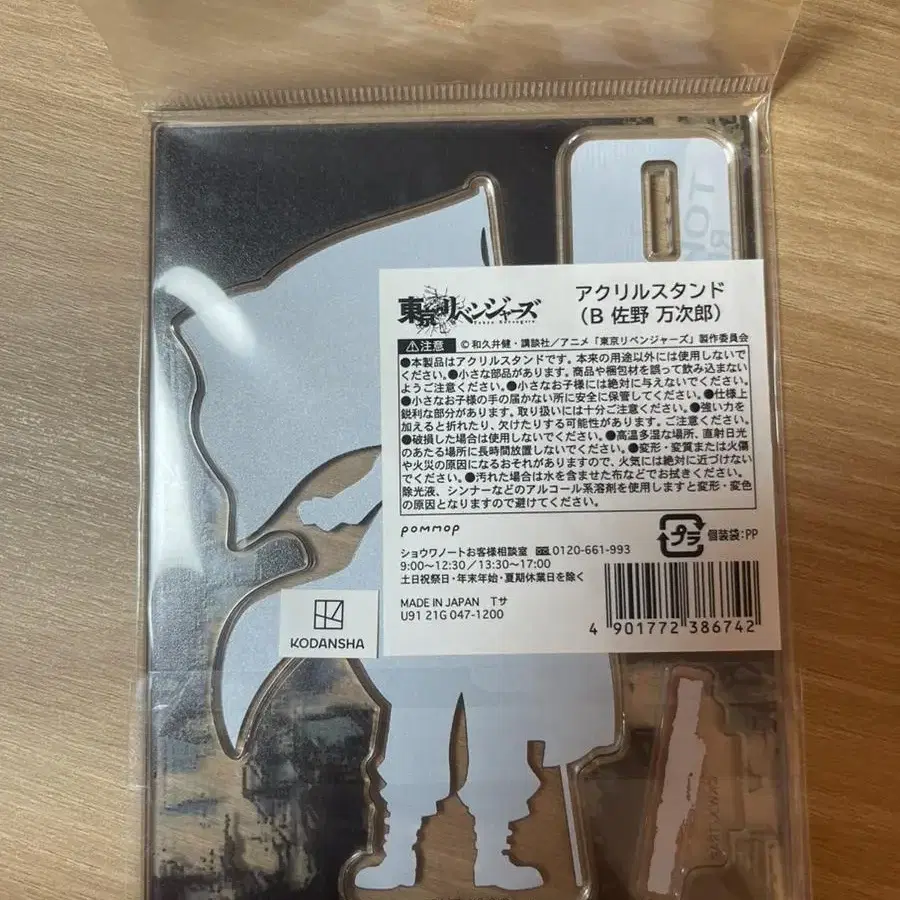 東京リベンジャーズ
アクリルスタンド
(B 佐野 万次郎)
⚠注意 ©和久井健・講談社/アニメ「東京リベンジャーズ」製作委員会
●本製品はアクリルスタンドです。本来の用途以外には使用しないで
ください。●小さな部品があります。商品や梱包材を誤って飲み込まない
ようご注意ください。●小さなお子様には絶対に与えないでください。
●小さなお子様の手の届かない所に安全に保管してください。●仕様上
鋭利な部分があります。取り扱いには十分ご注意ください。●強い力を
加えると折れたり、欠けたりする可能性があります。ご注意ください。
●破損した場合は使用しないでください。●高温多湿な場所、直射日光
のあたる場所に長時間放置しないでください。●変形・変質または火傷
や火災の原因になるおそれがありますので、火気には絶対に近づけない
でください。●汚れた場合は水を含ませた布などでお拭きください。
除光液、シンナーなどのアルコール系溶剤を使用しますと変形・変色
の原因となりますので避けてください。
pommop
プラ 個装袋:PP
ショウワノートお客様相談室 0120-661-993
9:00~12:30/13:30~17:00
土日祝祭日・年末年始・夏期休業日を除く
MADE IN JAPAN Tサ
U91 21G 047-1200
4 901772 386742
KODANSHA